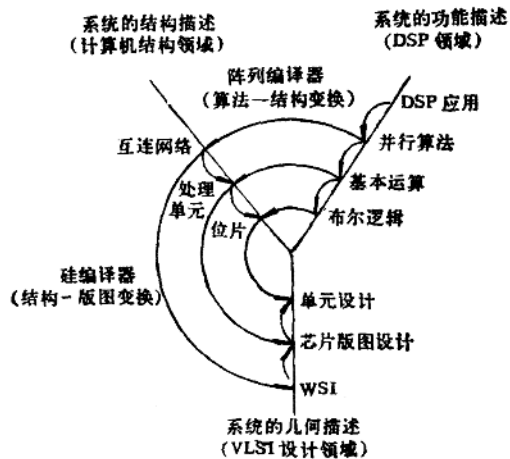 系统的结构描述
(计算机结构领域)
系统的功能描述
(DSP 领域)
阵列编译器
(算法—结构变换)
DSP 应用
并行算法
互连网络
基本运算
处理
单元
布尔逻辑
位片
硅编译器
(结构-版图变换)
单元设计
芯片版图设计
WSI
系统的几何描述
(VLSI 设计领域)